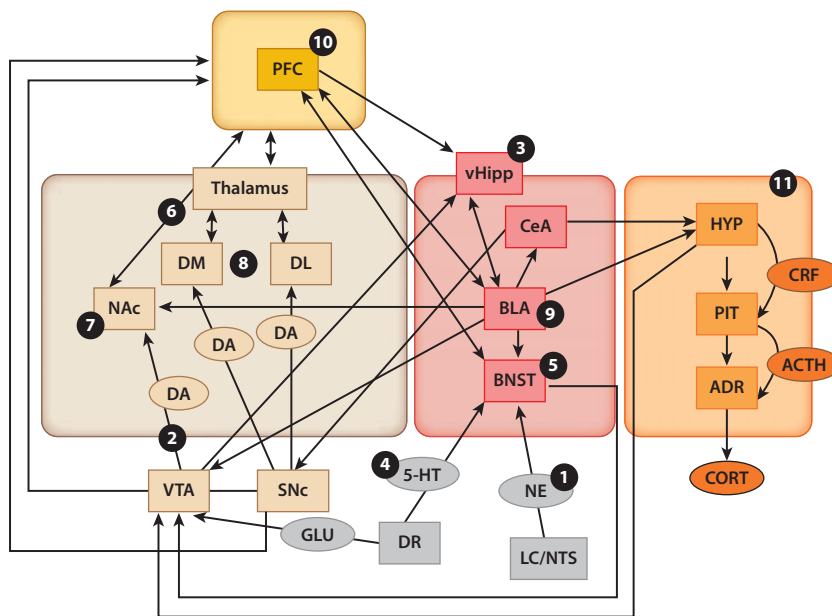 10
PFC
3
vHipp
11
Thalamus
CeA
HYP
6
CRF
DM
8
DL
BLA
9
PIT
NAc
7
DA
DA
ACTH
5
BNST
ADR
DA
2
4
5-HT
CORT
VTA
SNc
NE
1
GLU
DR
LC/NTS